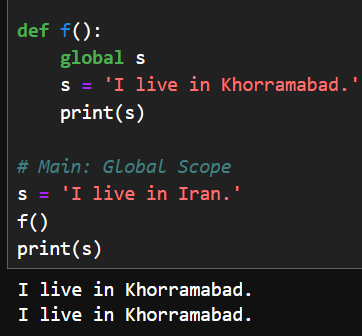 def f():
    global s
    s = 'I live in Khorramabad.'
    print(s)

# Main: Global Scope
s = 'I live in Iran.'
f()
print(s)
I live in Khorramabad.
I live in Khorramabad.